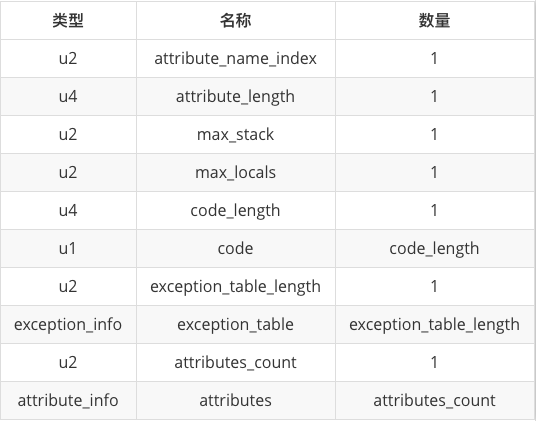 类型 名称 数量
u2 attribute_name_index 1
u4 attribute_length 1
u2 max_stack 1
u2 max_locals 1
u4 code_length 1
u1 code code_length
u2 exception_table_length 1
exception_info exception_table exception_table_length
u2 attributes_count 1
attribute_info attributes attributes_count